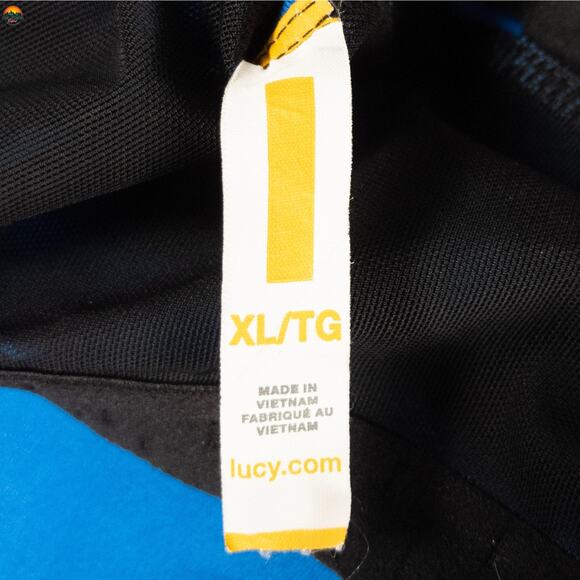 XL/TG
MADE IN
VIETNAM
FABRIQUÉ AU
VIETNAM
lucy.com